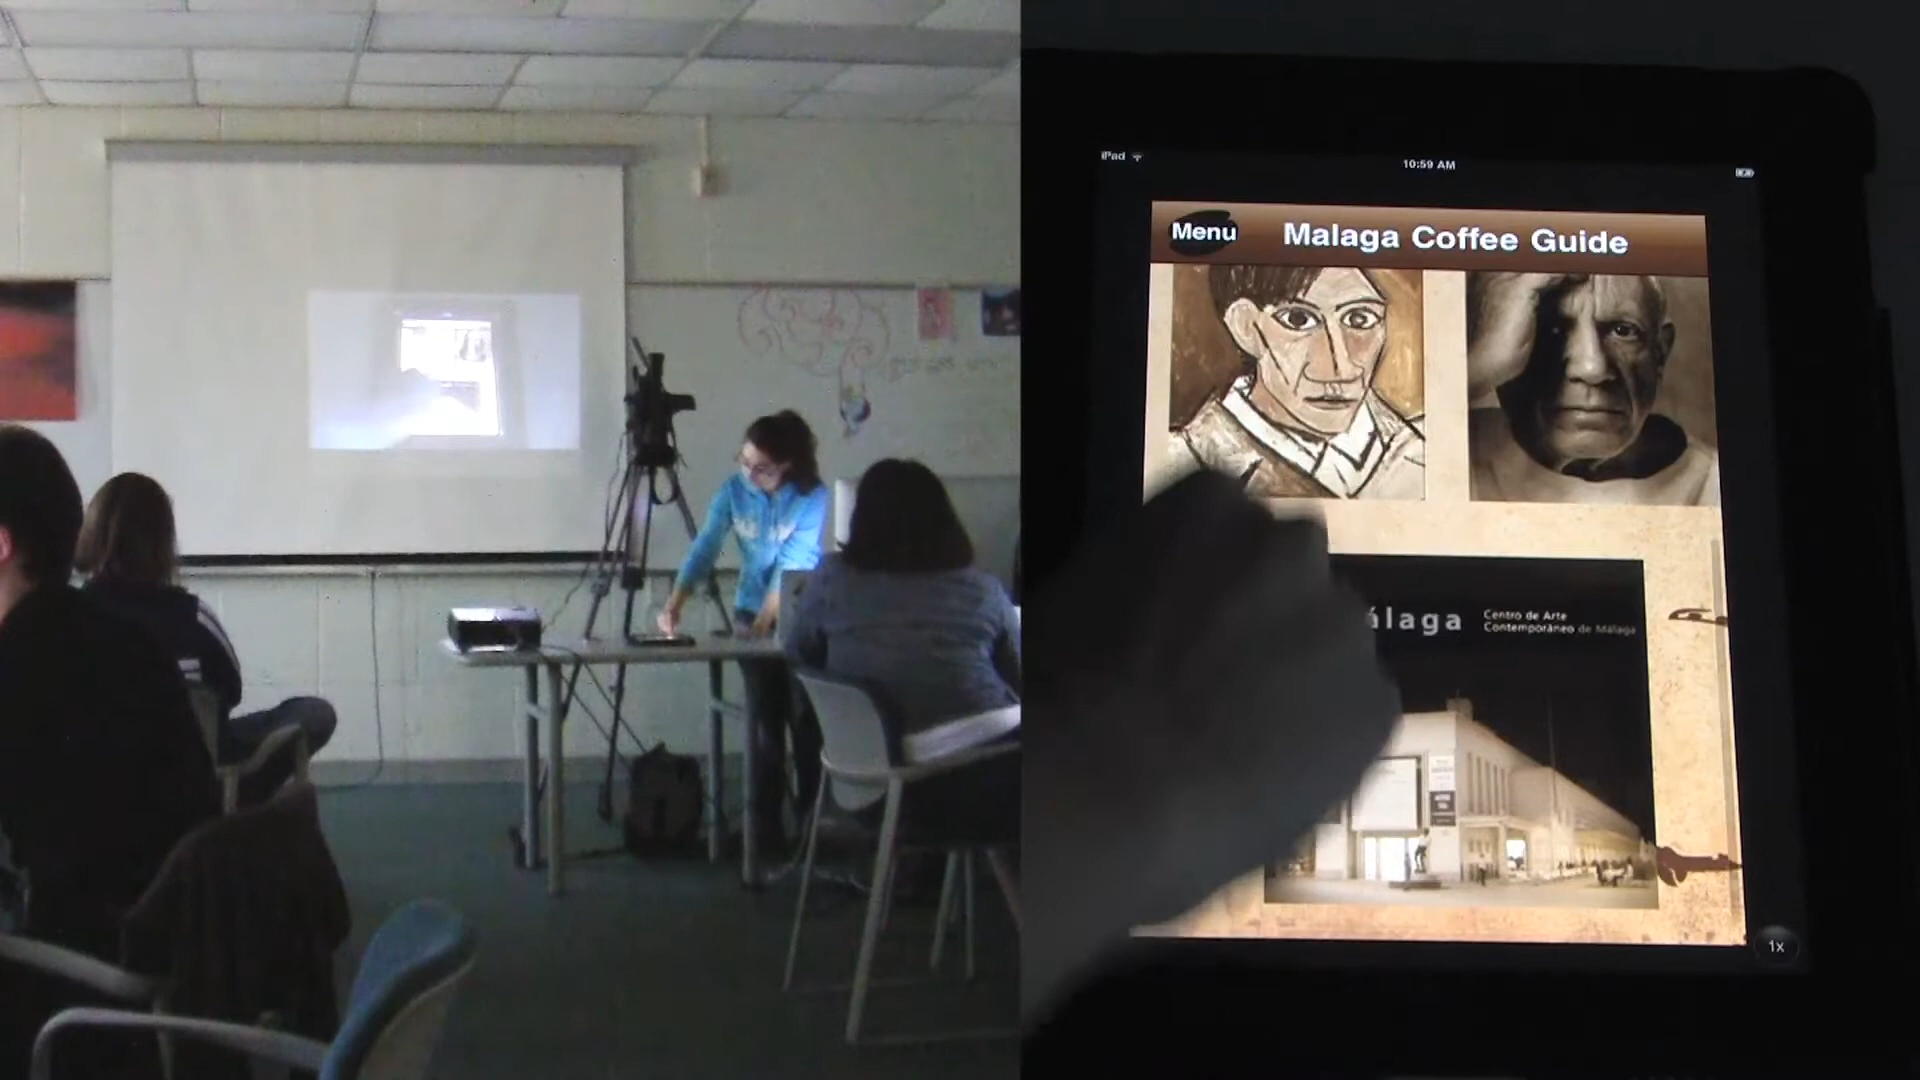 iPad
10:59 AM
Menu
Malaga Coffee Guide
álaga
Centro de Arte
Contemporáneo de Málaga
1x